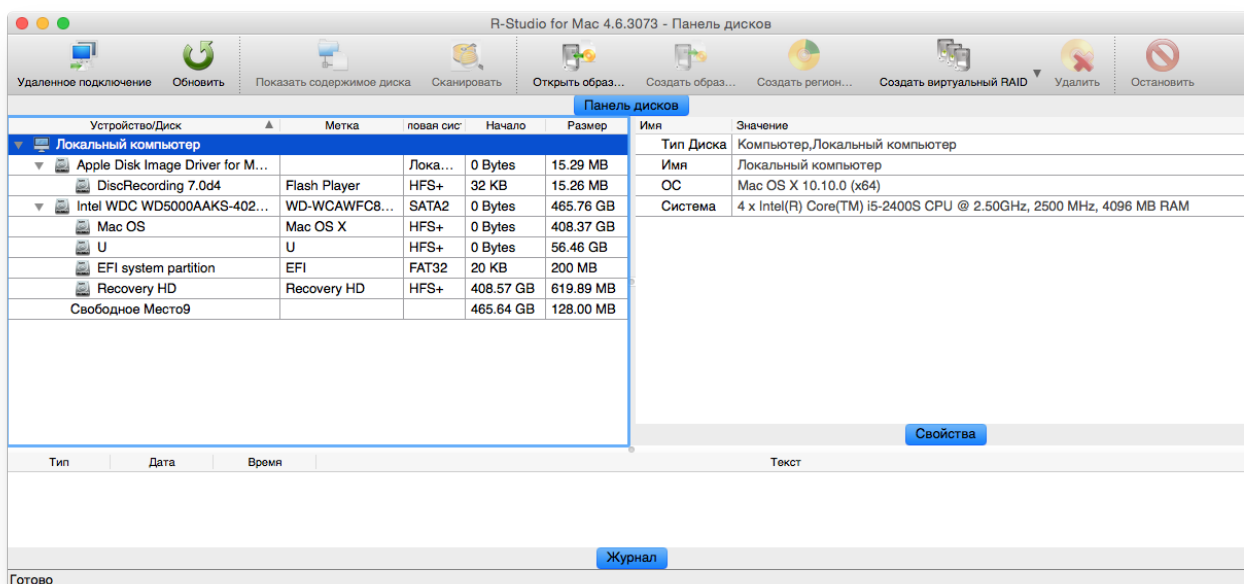 R-Studio for Mac 4.6.3073 - Панель дисков
Удаленное подключение Обновить Показать содержимое диска Сканировать Открыть образ... Создать образ... Создать регион... Создать виртуальный RAID Удалить Остановить
Панель дисков
Устройство/Диск Метка повая сис Начало Размер
Локальный компьютер
Apple Disk Image Driver for M... Лока... 0 Bytes 15.29 MB
DiscRecording 7.0d4 Flash Player HFS+ 32 KB 15.26 MB
Intel WDC WD5000AAKS-402... WD-WCAWFC8... SATA2 0 Bytes 465.76 GB
Mac OS Mac OS X HFS+ 0 Bytes 408.37 GB
U U HFS+ 0 Bytes 56.46 GB
EFI system partition EFI FAT32 20 KB 200 MB
Recovery HD Recovery HD HFS+ 408.57 GB 619.89 MB
Свободное Место9 465.64 GB 128.00 MB
Имя Значение
Тип Диска Компьютер,Локальный компьютер
Имя Локальный компьютер
ОС Mac OS X 10.10.0 (x64)
Система 4 x Intel(R) Core(TM) i5-2400S CPU @ 2.50GHz, 2500 MHz, 4096 MB RAM
Свойства
Тип Дата Время Текст
Журнал
Готово